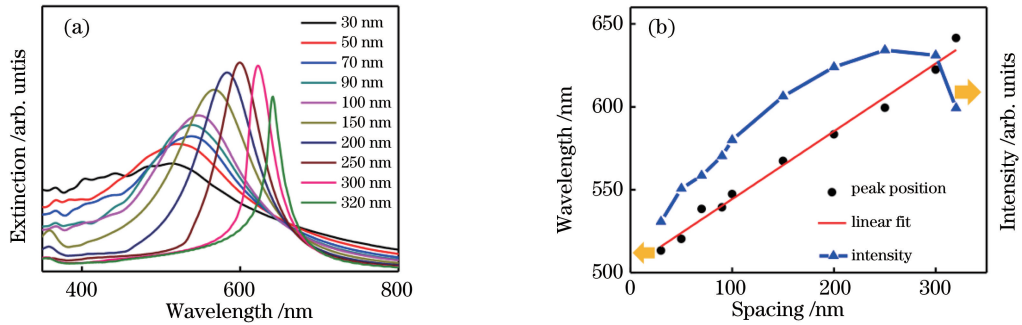 (a)
30 nm
50 nm
70 nm
90 nm
100 nm
150 nm
200 nm
250 nm
300 nm
320 nm
Extinction /arb. untis
400
600
800
Wavelength /nm
(b)
650
600
550
500
Wavelength /nm
Intensity /arb. units
peak position
linear fit
intensity
0
100
200
300
Spacing /nm